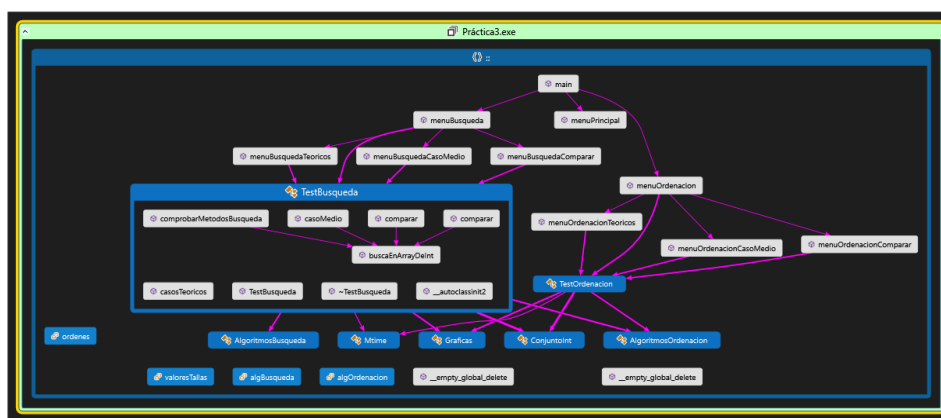 Práctica3.exe
::
main
menuBusqueda
menuPrincipal
menuBusquedaTeoricos
menuBusquedaCasoMedio
menuBusquedaComparar
menuOrdenacion
TestBusqueda
comprobarMetodosBusqueda
casoMedio
comparar
comparar
buscaEnArrayDeInt
menuOrdenacionTeoricos
menuOrdenacionCasoMedio
menuOrdenacionComparar
casosTeoricos
TestBusqueda
~TestBusqueda
__autoclassinit2
TestOrdenacion
ordenes
AlgoritmosBusqueda
Mtime
Graficas
ConjuntoInt
AlgoritmosOrdenacion
valoresTallas
algBusqueda
algOrdenacion
__empty_global_delete
__empty_global_delete